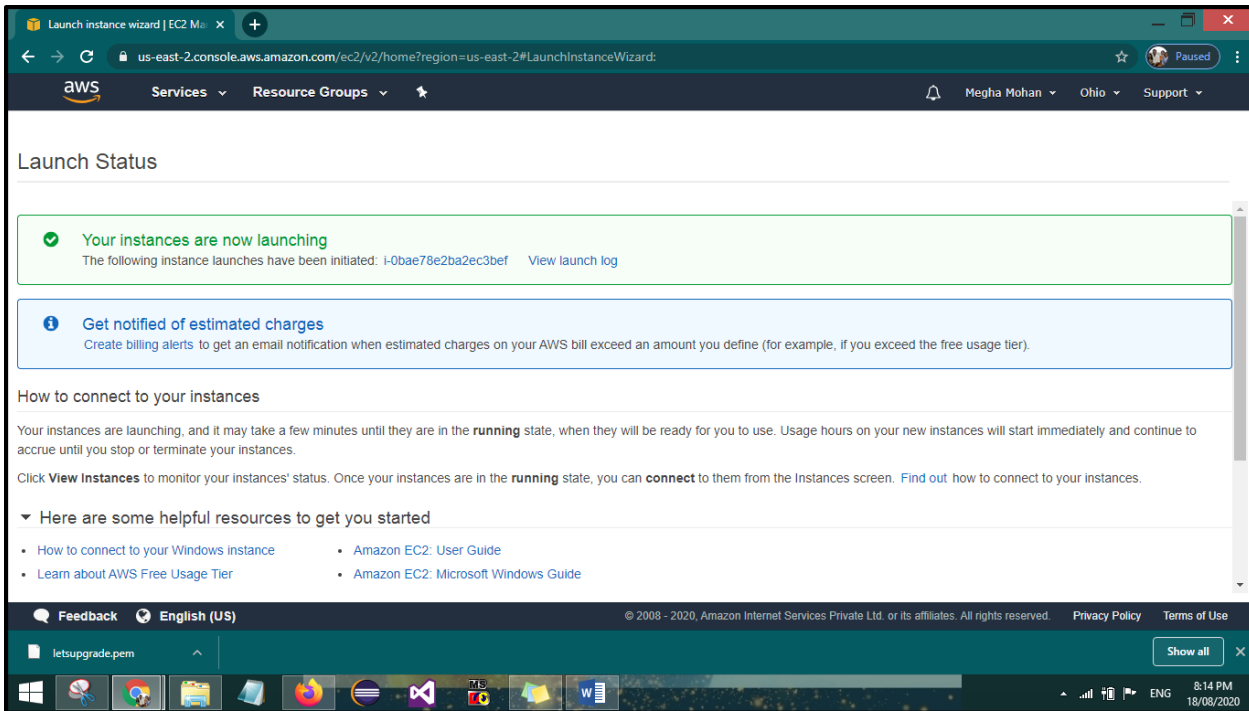 Launch instance wizard | EC2 Ma
us-east-2.console.aws.amazon.com/ec2/v2/home?region=us-east-2#LaunchInstanceWizard:
Paused
aws Services Resource Groups Megha Mohan Ohio Support
Launch Status
Your instances are now launching
The following instance launches have been initiated: i-0bae78e2ba2ec3bef View launch log
Get notified of estimated charges
Create billing alerts to get an email notification when estimated charges on your AWS bill exceed an amount you define (for example, if you exceed the free usage tier).
How to connect to your instances
Your instances are launching, and it may take a few minutes until they are in the running state, when they will be ready for you to use. Usage hours on your new instances will start immediately and continue to
accrue until you stop or terminate your instances.
Click View Instances to monitor your instances' status. Once your instances are in the running state, you can connect to them from the Instances screen. Find out how to connect to your instances.
Here are some helpful resources to get you started
• How to connect to your Windows instance • Amazon EC2: User Guide
• Learn about AWS Free Usage Tier • Amazon EC2: Microsoft Windows Guide
Feedback English (US) © 2008 - 2020, Amazon Internet Services Private Ltd. or its affiliates. All rights reserved. Privacy Policy Terms of Use
letsupgrade.pem Show all
MS
ENG 8:14 PM
18/08/2020